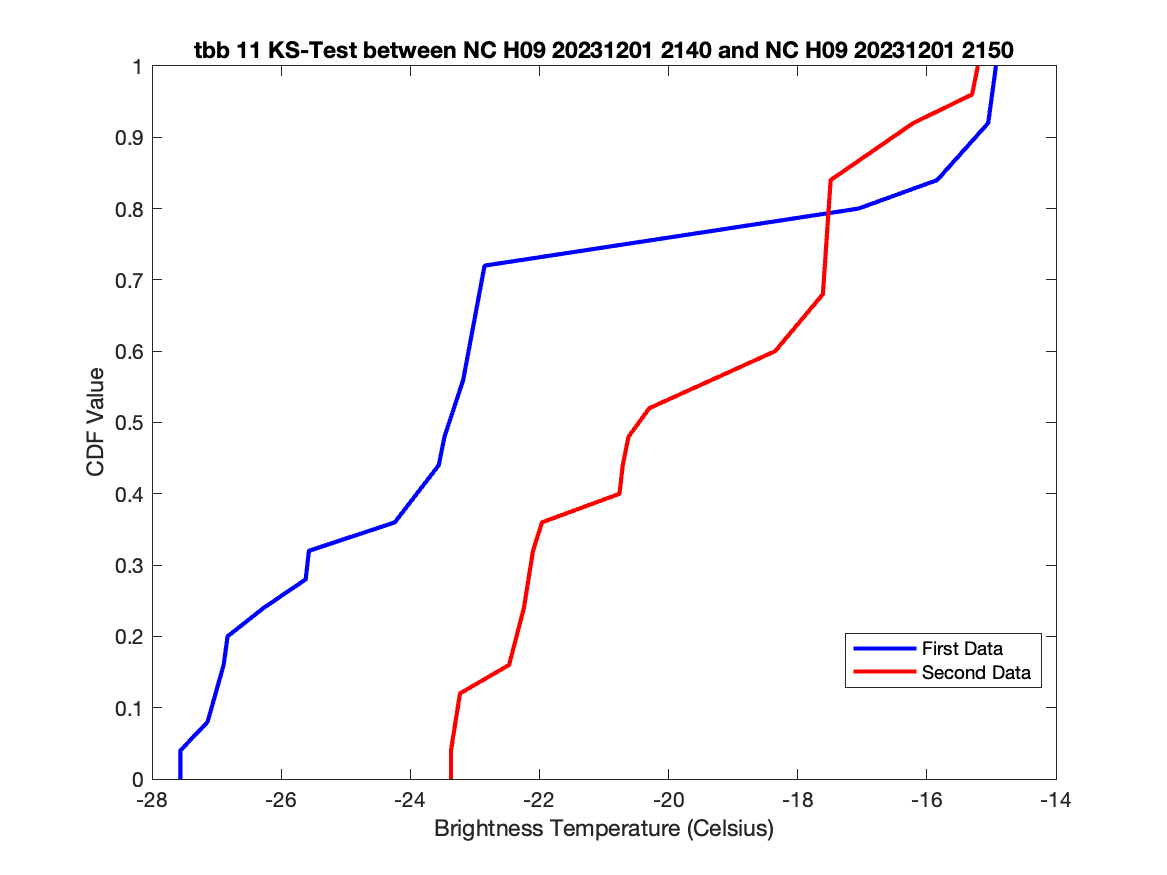 tbb 11 KS-Test between NC H09 20231201 2140 and NC H09 20231201 2150
1
0.9
0.8
0.7
0.6
0.5
0.4
0.3
0.2
0.1
0
CDF Value
First Data
Second Data
-28 -26 -24 -22 -20 -18 -16 -14
Brightness Temperature (Celsius)